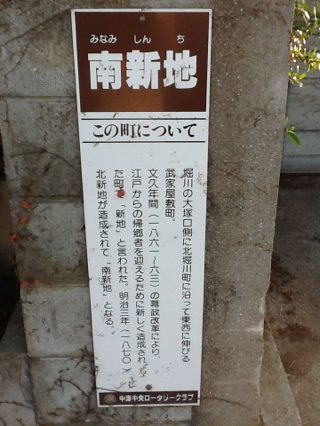 みなみ しん ち
南新地
この町について
堀川の大塚口側に北堀川町に沿って東西に伸びる
武家屋敷町。
文久年間(一八六一~六三)の幕政改革により、
江戸からの帰郷者を迎えるために新しく造成され
た町で、「新地」と言われた。明治三年(一八七〇)
北新地が造成されて、「南新地」となる。
中津中央ロータリークラブ